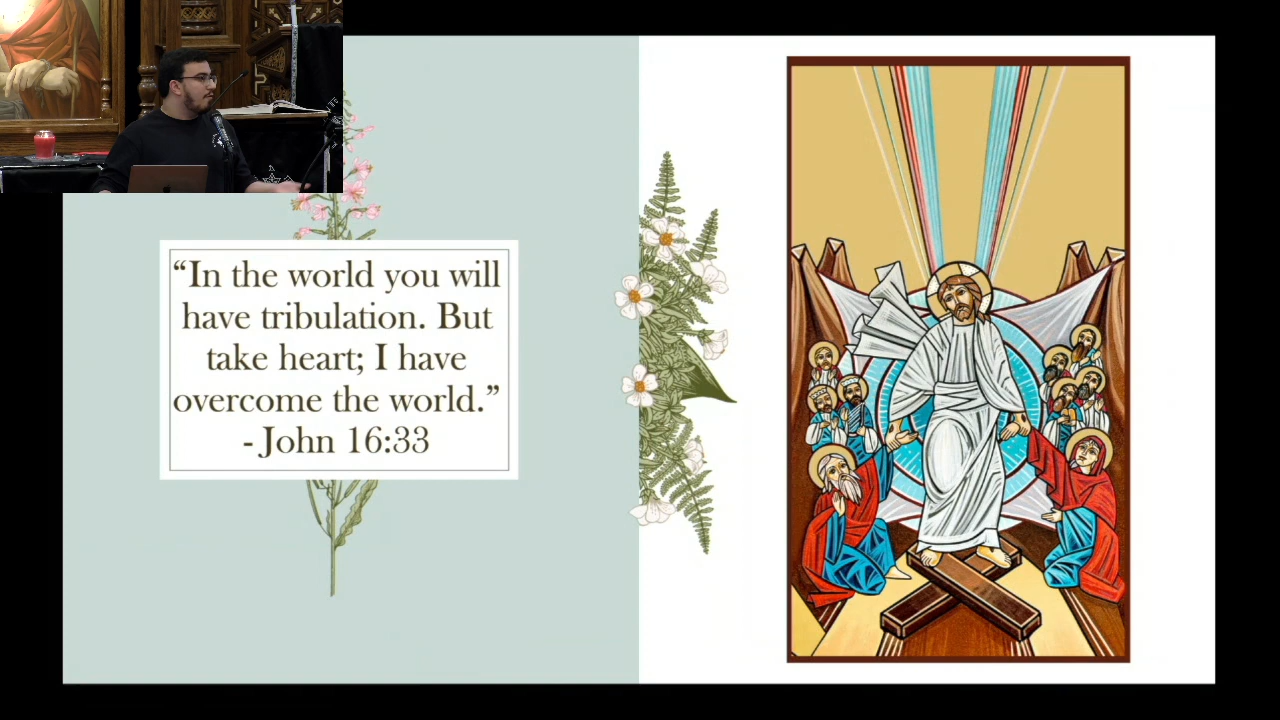 “In the world you will
have tribulation. But
take heart; I have
overcome the world.”
- John 16:33